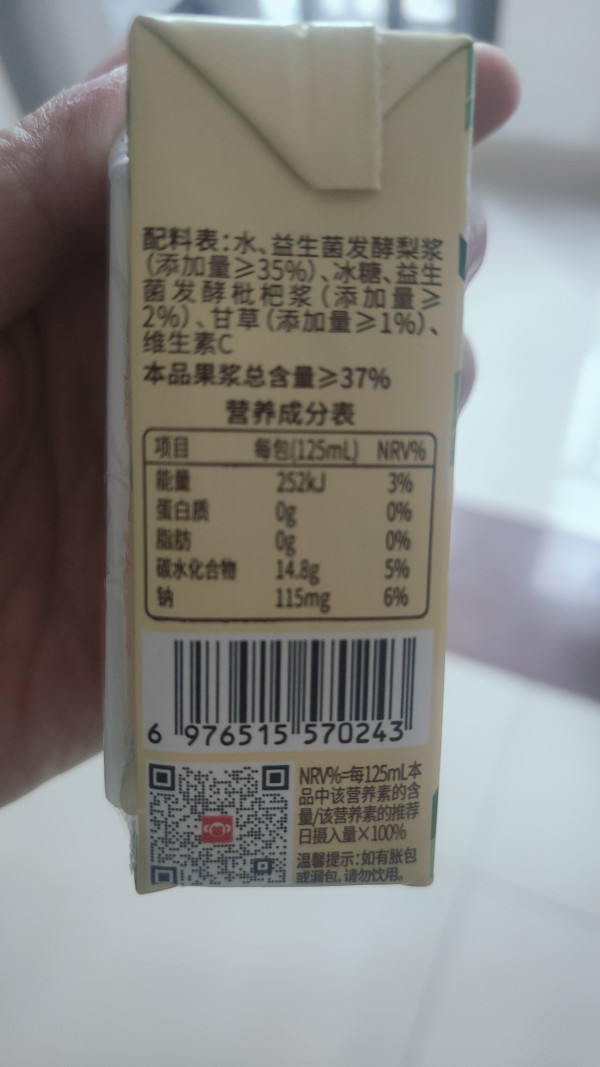 配料表:水、益生菌发酵梨浆
(添加量≥35%)、冰糖、益生
菌发酵枇杷浆(添加量≥
2%)、甘草(添加量≥1%)、
维生素C
本品果浆总含量≥37%
营养成分表
项目 每包(125mL) NRV%
能量 252kJ 3%
蛋白质 0g 0%
脂肪 0g 0%
碳水化合物 14.8g 5%
钠 115mg 6%
6 976515 570243
NRV%=每125mL本
品中该营养素的含
量/该营养素的推荐
日摄入量×100%
温馨提示:如有胀包
或漏包,请勿饮用。